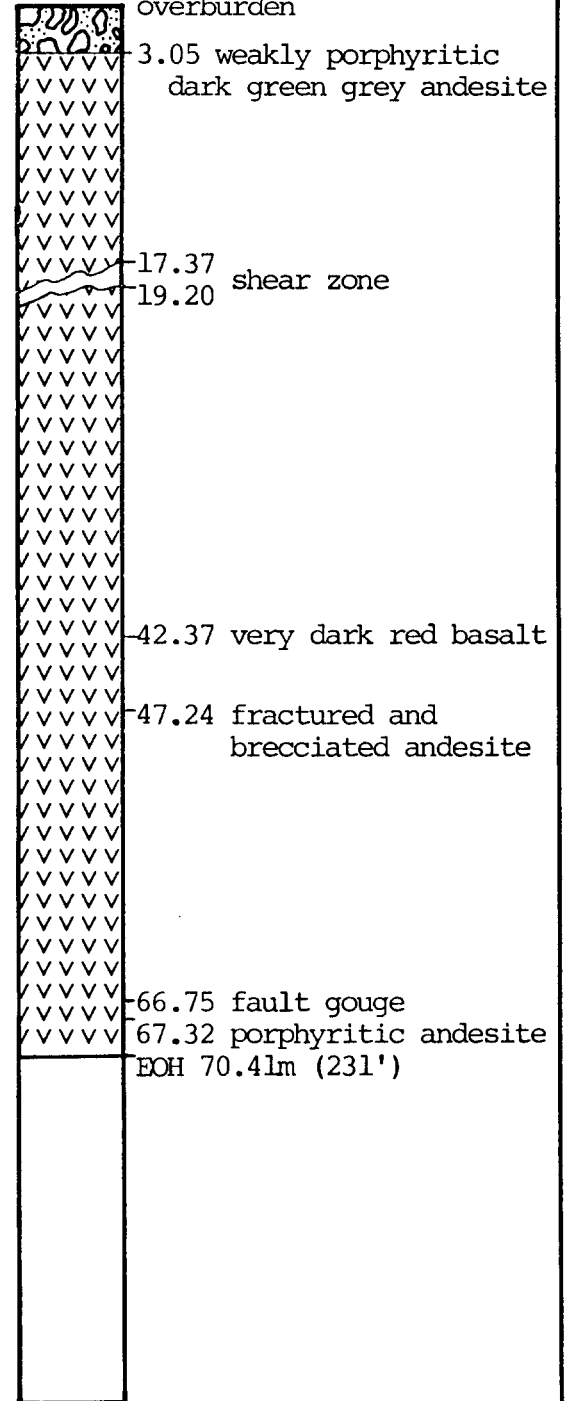 overburden
3.05 weakly porphyritic
dark green grey andesite
17.37
shear zone
19.20
42.37 very dark red basalt
47.24 fractured and
brecciated andesite
66.75 fault gouge
67.32 porphyritic andesite
EOH 70.41m (231')